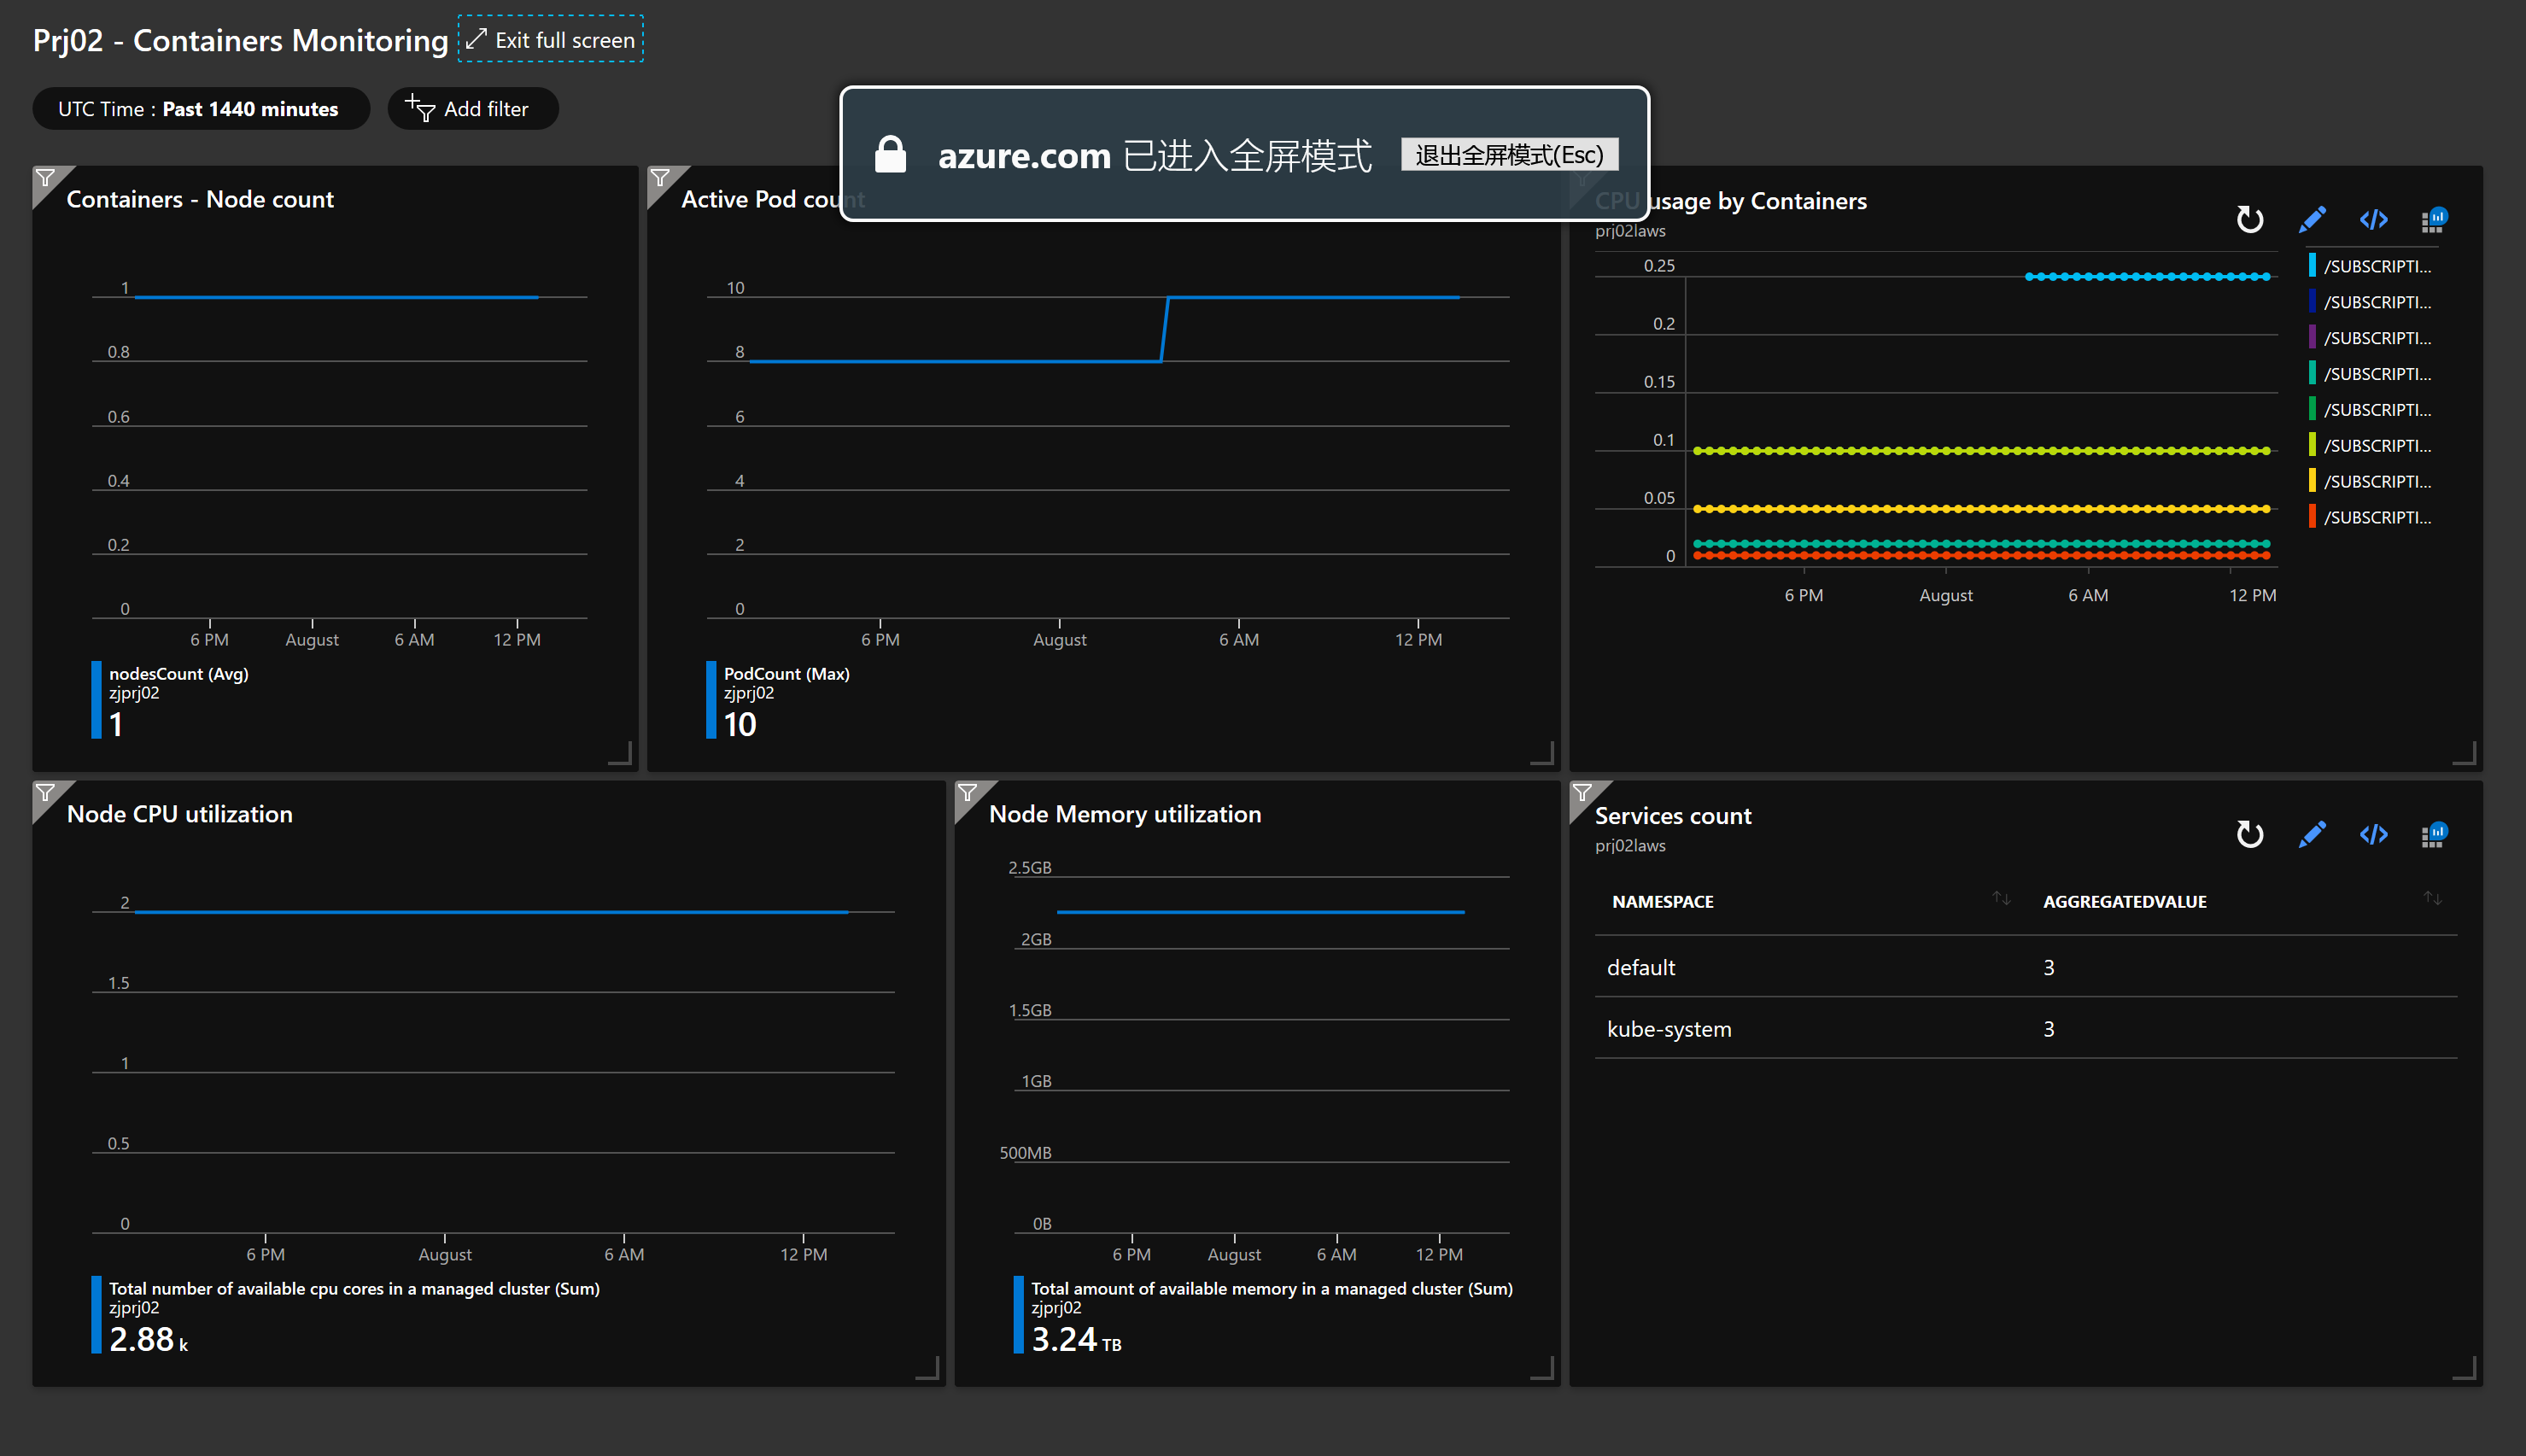 Prj02 - Containers Monitoring
Exit full screen
UTC Time : Past 1440 minutes
Add filter
azure.com 已进入全屏模式
退出全屏模式(Esc)
Containers - Node count
1
0.8
0.6
0.4
0.2
0
6 PM
August
6 AM
12 PM
nodesCount (Avg)
zjprj02
1
Active Pod count
10
8
6
4
2
0
6 PM
August
6 AM
12 PM
PodCount (Max)
zjprj02
10
CPU usage by Containers
prj02laws
0.25
0.2
0.15
0.1
0.05
0
6 PM
August
6 AM
12 PM
/SUBSCRIPTI...
/SUBSCRIPTI...
/SUBSCRIPTI...
/SUBSCRIPTI...
/SUBSCRIPTI...
/SUBSCRIPTI...
/SUBSCRIPTI...
/SUBSCRIPTI...
Node CPU utilization
2
1.5
1
0.5
0
6 PM
August
6 AM
12 PM
Total number of available cpu cores in a managed cluster (Sum)
zjprj02
2.88 k
Node Memory utilization
2.5GB
2GB
1.5GB
1GB
500MB
0B
6 PM
August
6 AM
12 PM
Total amount of available memory in a managed cluster (Sum)
zjprj02
3.24 TB
Services count
prj02laws
NAMESPACE
AGGREGATEDVALUE
default
3
kube-system
3